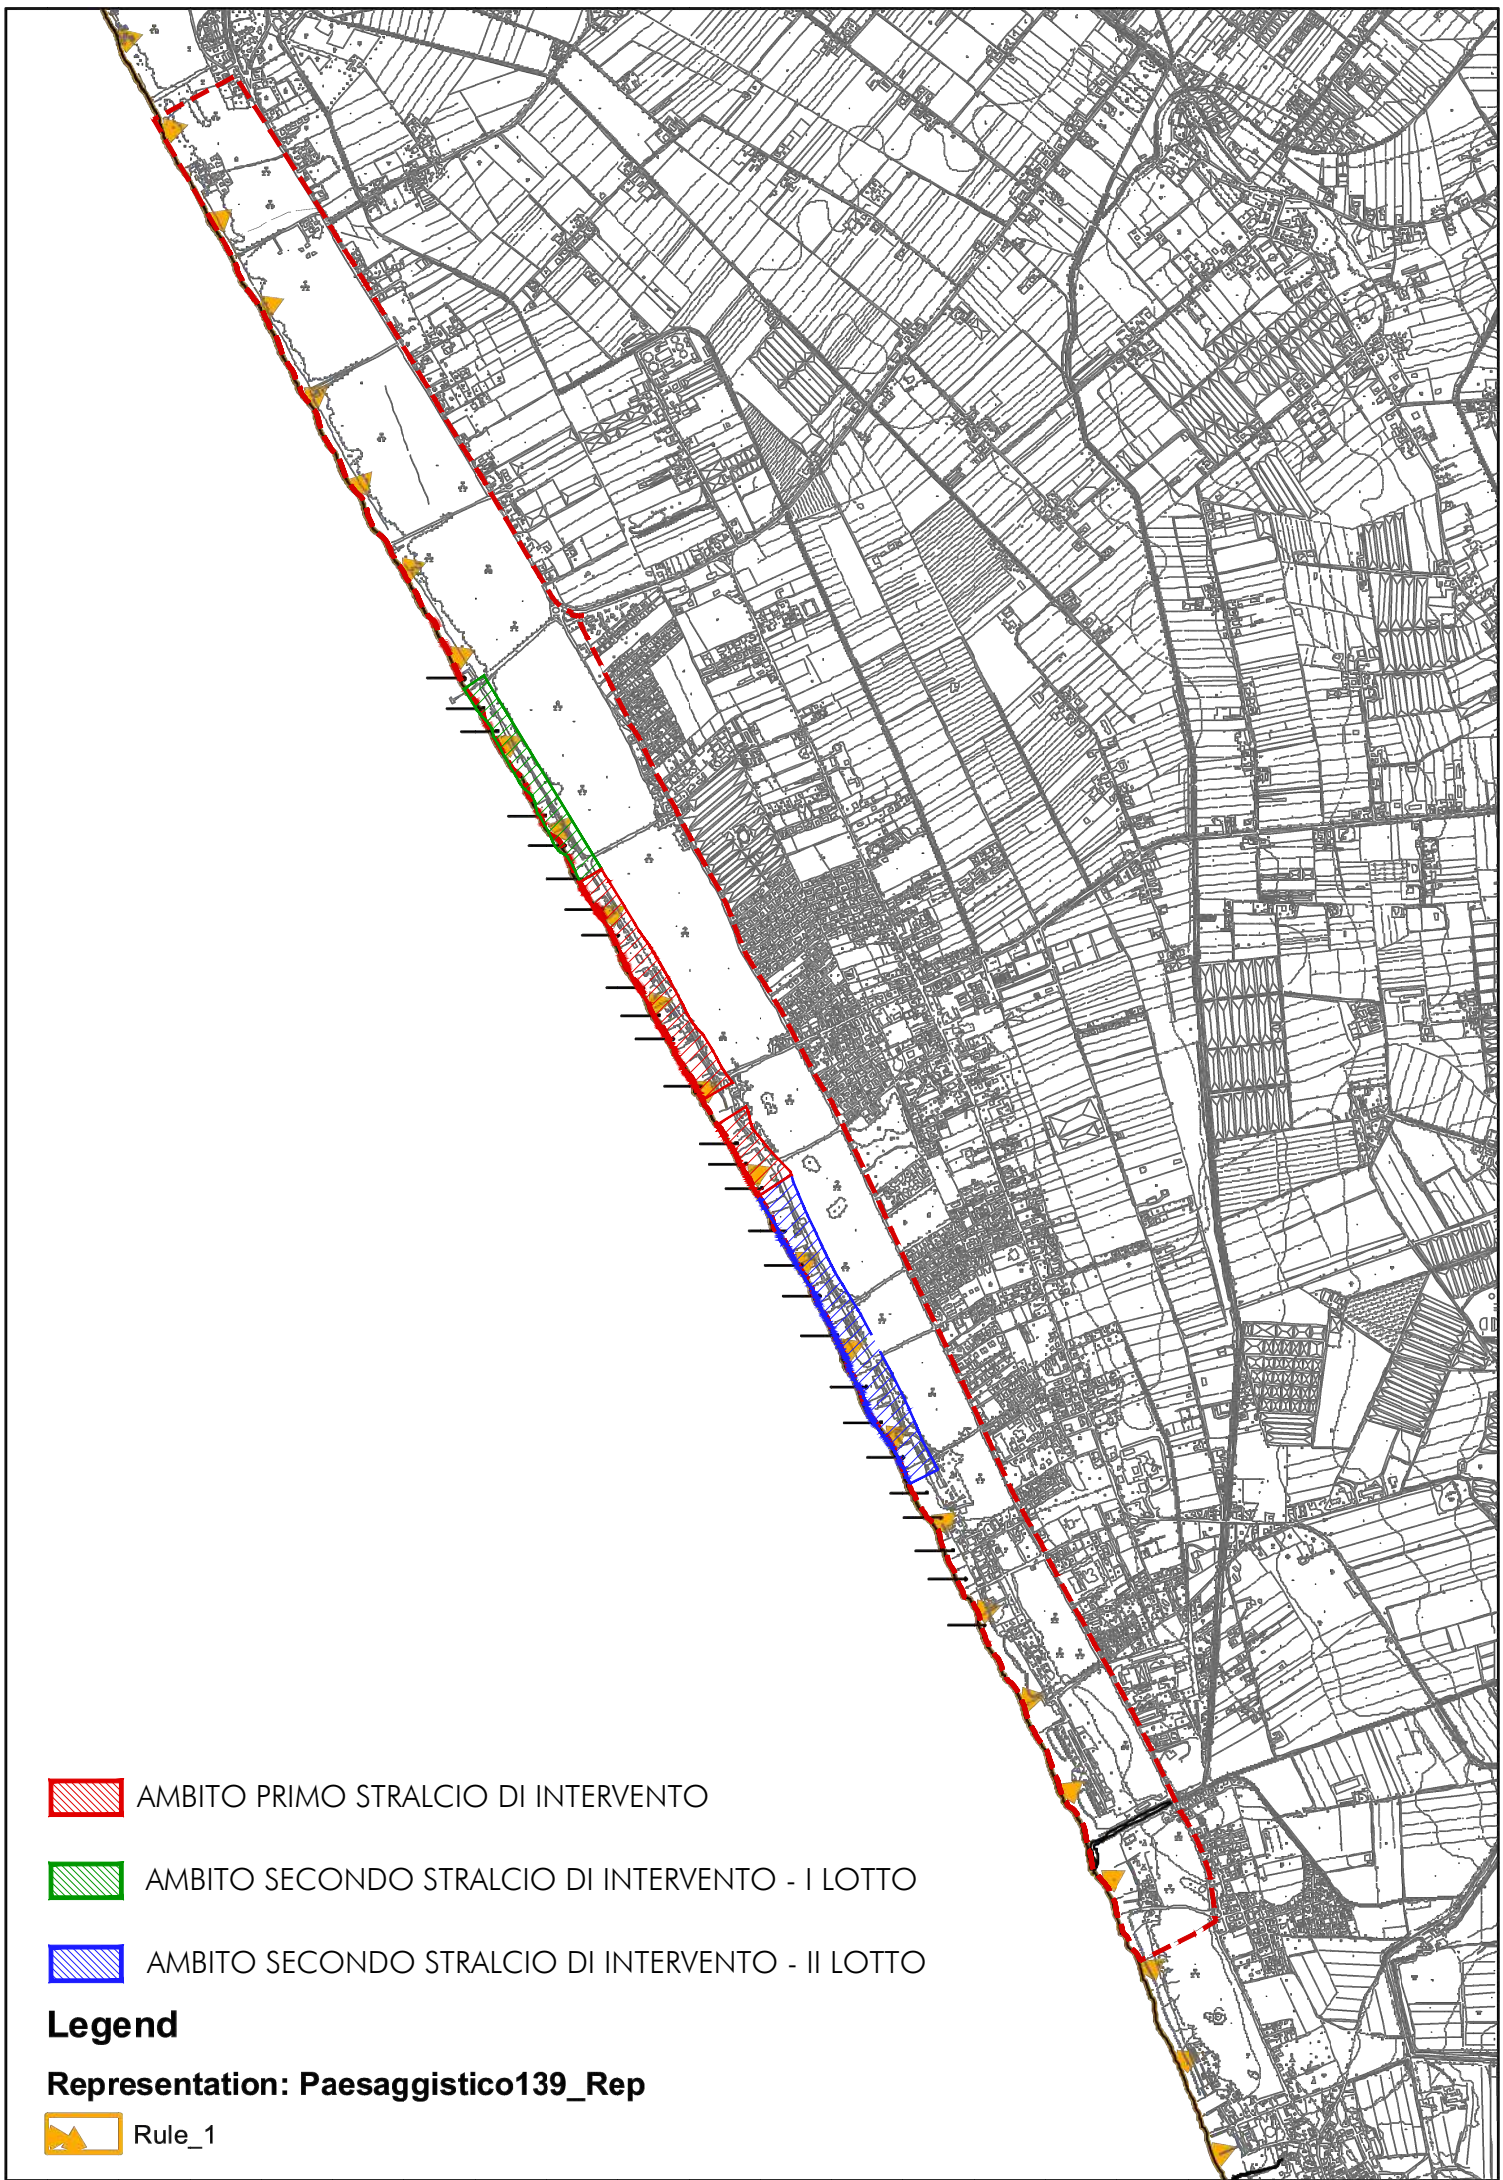 AMBITO PRIMO STRALCIO DI INTERVENTO
AMBITO SECONDO STRALCIO DI INTERVENTO - I LOTTO
AMBITO SECONDO STRALCIO DI INTERVENTO - II LOTTO
Legend
Representation: Paesaggistico139_Rep
Rule_1